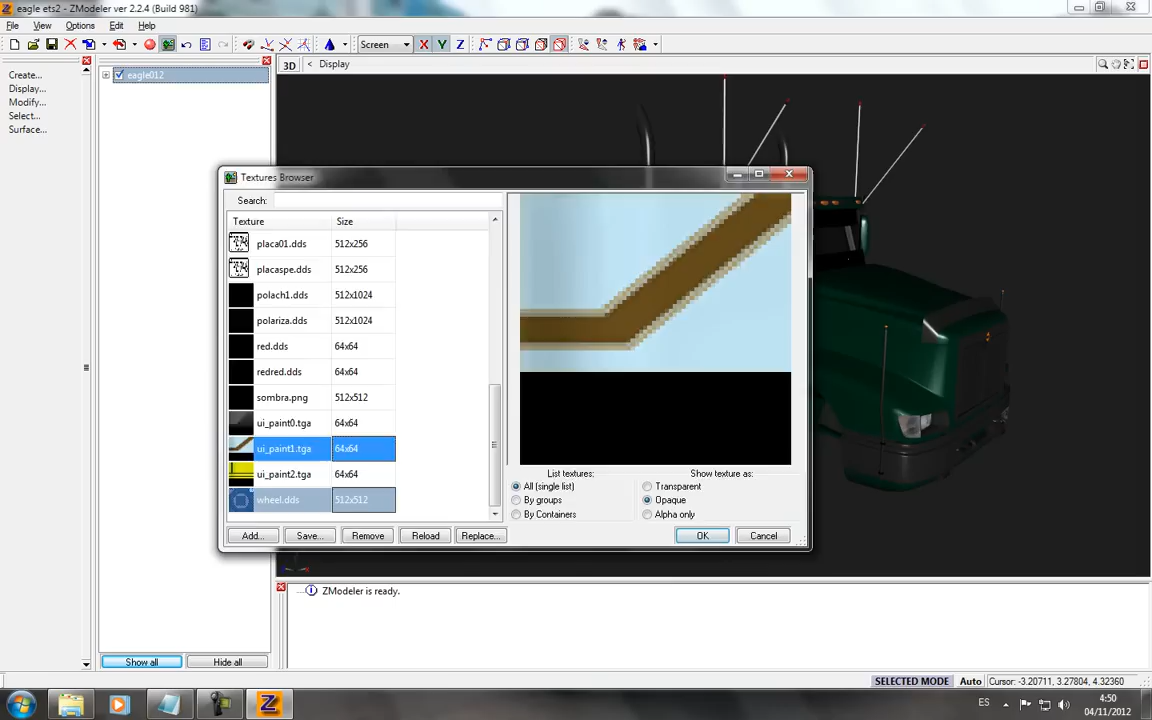 eagle ets2 - ZModeler ver 2.2.4 (Build 981)
File View Options Edit Help
Screen X Y Z
Create...
Display...
Modify...
Select...
Surface...
eagle012
3D < Display
Textures Browser
Search:
Texture Size
placa01.dds 512x256
placaspe.dds 512x256
polach1.dds 512x1024
polariza.dds 512x1024
red.dds 64x64
redred.dds 64x64
sombra.png 512x512
ui_paint0.tga 64x64
ui_paint1.tga 64x64
ui_paint2.tga 64x64
wheel.dds 512x512
List textures: Show texture as:
All (single list) Transparent
By groups Opaque
By Containers Alpha only
Add... Save... Remove Reload Replace... OK Cancel
ZModeler is ready.
Show all Hide all
SELECTED MODE Auto Cursor: -3.20711, 3.27804, 4.32360
ES 4:50
04/11/2012